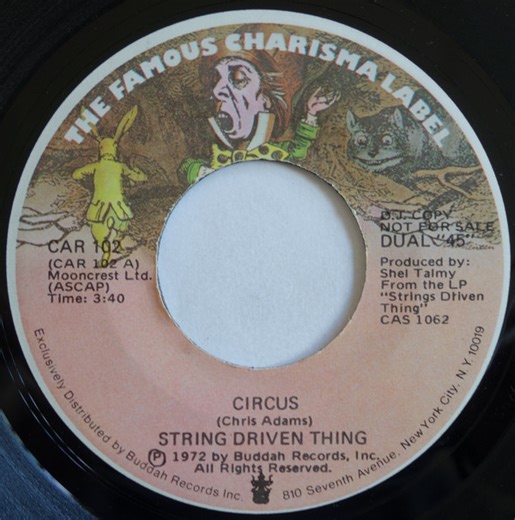 THE FAMOUS CHARISMA LABEL
CAR 102
(CAR 102 A)
Mooncrest Ltd.
(ASCAP)
Time: 3:40
D.J. COPY
NOT FOR SALE
DUAL "45"
Produced by:
Shel Talmy
From the LP
"Strings Driven
Thing"
CAS 1062
CIRCUS
(Chris Adams)
STRING DRIVEN THING
Ⓟ 1972 by Buddah Records, Inc.
All Rights Reserved.
Exclusively Distributed by Buddah Records Inc. 810 Seventh Avenue, New York City, N.Y. 10019